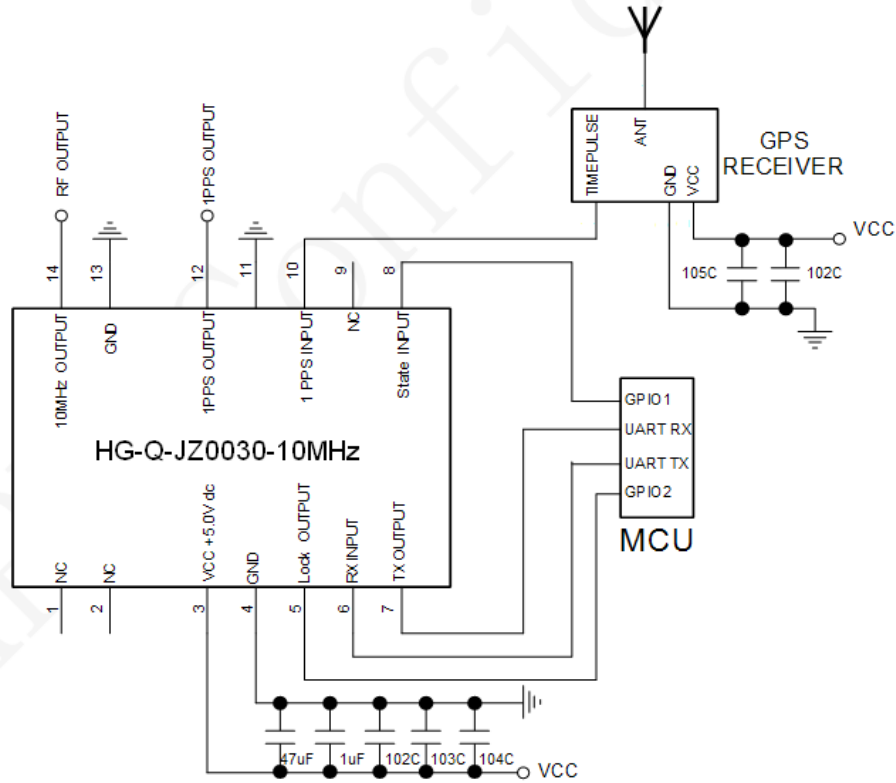 RF OUTPUT
1PPS OUTPUT
TIMEPULSE
ANT
GND
VCC
GPS
RECEIVER
VCC
105C
102C
14
13
12
11
10
9
8
10MHz OUTPUT
GND
1PPS OUTPUT
1 PPS INPUT
NC
State INPUT
HG-Q-JZ0030-10MHz
GPIO1
UART RX
UART TX
GPIO2
MCU
NC
NC
VCC +5.0V dc
GND
Lock OUTPUT
RX INPUT
TX OUTPUT
1
2
3
4
5
6
7
47uF
1uF
102C
103C
104C
VCC